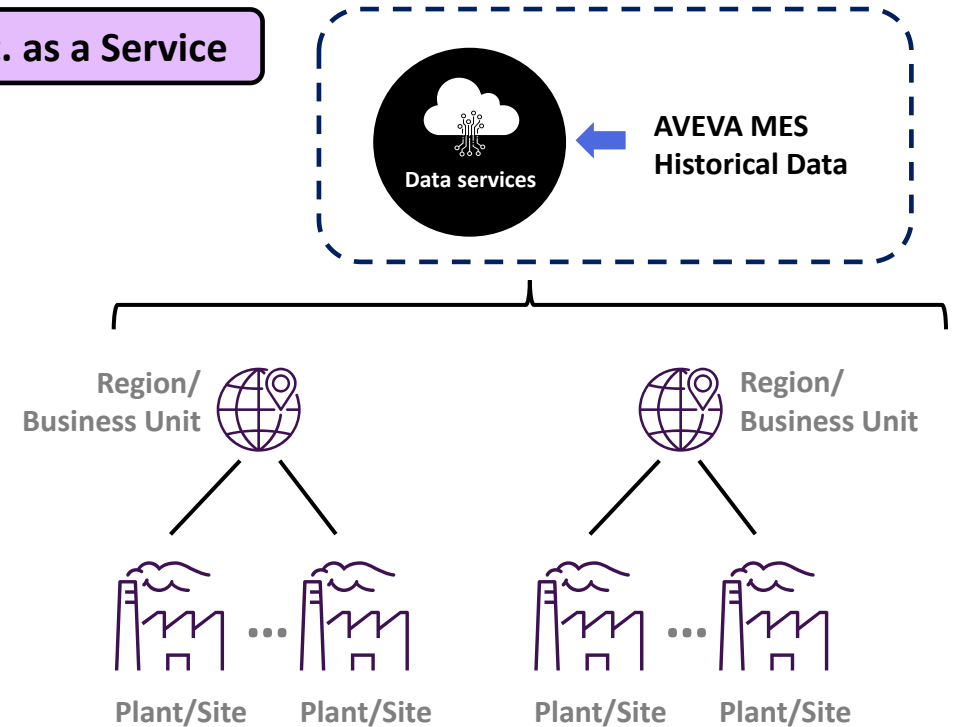 . as a Service
Data services
AVEVA MES
Historical Data
Region/
Business Unit
Region/
Business Unit
...
...
Plant/Site
Plant/Site
Plant/Site
Plant/Site